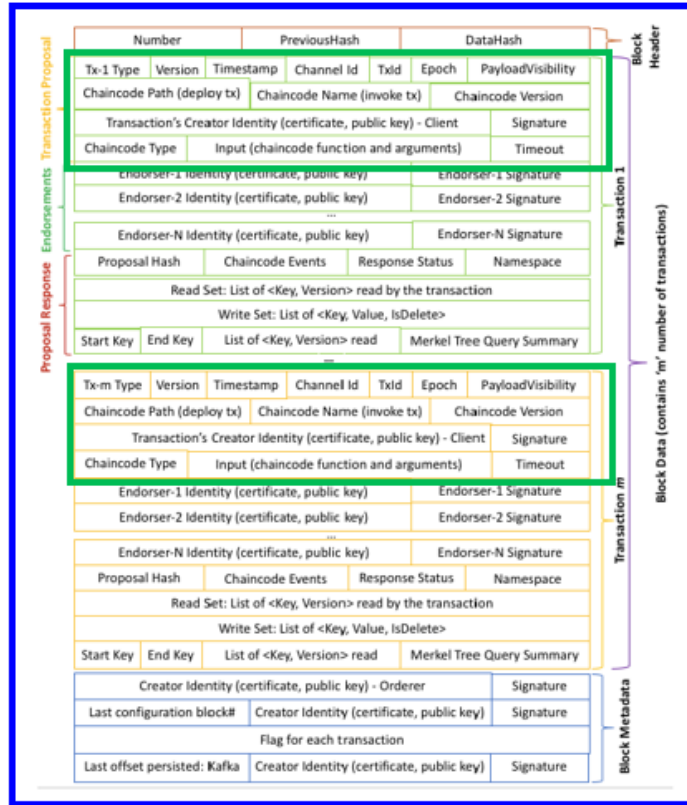 Number PreviousHash DataHash
Block Header
Transaction Proposal
Tx-1 Type Version Timestamp Channel Id TxId Epoch PayloadVisibility
Chaincode Path (deploy tx) Chaincode Name (invoke tx) Chaincode Version
Transaction's Creator Identity (certificate, public key) - Client Signature
Chaincode Type Input (chaincode function and arguments) Timeout
Endorsements
Endorser-1 Identity (certificate, public key) Endorser-1 Signature
Endorser-2 Identity (certificate, public key) Endorser-2 Signature
...
Endorser-N Identity (certificate, public key) Endorser-N Signature
Transaction 1
Proposal Response
Proposal Hash Chaincode Events Response Status Namespace
Read Set: List of <Key, Version> read by the transaction
Write Set: List of <Key, Value, IsDelete>
Start Key End Key List of <Key, Version> read Merkel Tree Query Summary
...
Block Data (contains 'm' number of transactions)
Tx-m Type Version Timestamp Channel Id TxId Epoch PayloadVisibility
Chaincode Path (deploy tx) Chaincode Name (invoke tx) Chaincode Version
Transaction's Creator Identity (certificate, public key) - Client Signature
Chaincode Type Input (chaincode function and arguments) Timeout
Endorser-1 Identity (certificate, public key) Endorser-1 Signature
Endorser-2 Identity (certificate, public key) Endorser-2 Signature
...
Endorser-N Identity (certificate, public key) Endorser-N Signature
Transaction m
Proposal Hash Chaincode Events Response Status Namespace
Read Set: List of <Key, Version> read by the transaction
Write Set: List of <Key, Value, IsDelete>
Start Key End Key List of <Key, Version> read Merkel Tree Query Summary
Creator Identity (certificate, public key) - Orderer Signature
Last configuration block# Creator Identity (certificate, public key) Signature
Flag for each transaction
Last offset persisted: Kafka Creator Identity (certificate, public key) Signature
Block Metadata